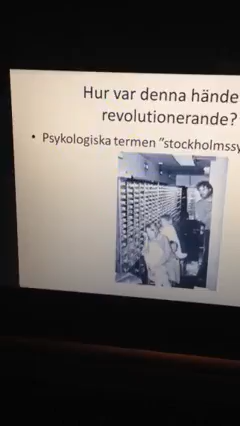 Hur var denna hände
revolutionerande?
• Psykologiska termen "stockholmssy